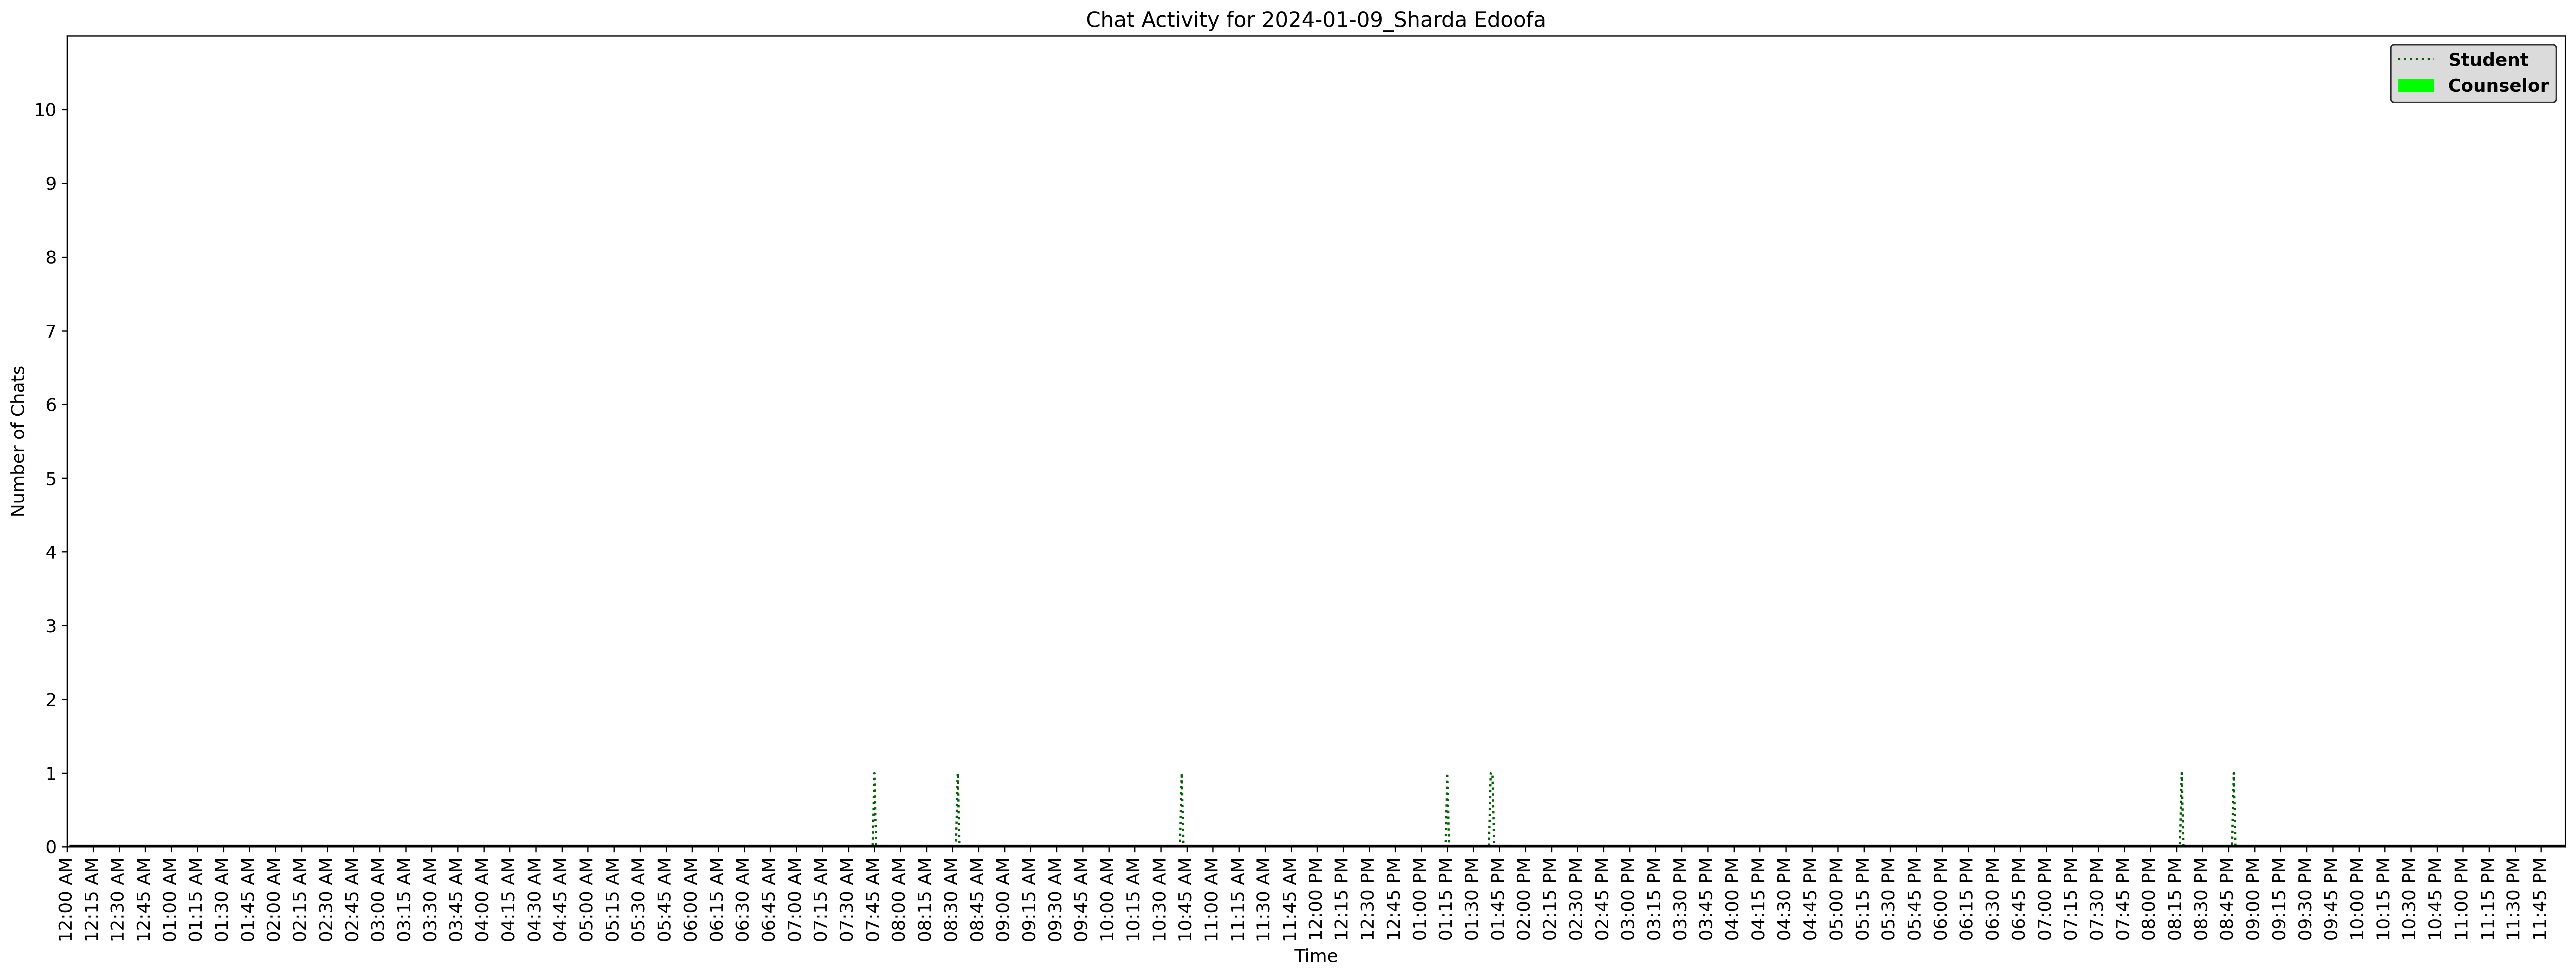 Chat Activity for 2024-01-09_Sharda Edoofa
Student
Counselor
10
9
8
7
6
5
4
3
2
1
0
Number of Chats
12:00 AM
12:15 AM
12:30 AM
12:45 AM
01:00 AM
01:15 AM
01:30 AM
01:45 AM
02:00 AM
02:15 AM
02:30 AM
02:45 AM
03:00 AM
03:15 AM
03:30 AM
03:45 AM
04:00 AM
04:15 AM
04:30 AM
04:45 AM
05:00 AM
05:15 AM
05:30 AM
05:45 AM
06:00 AM
06:15 AM
06:30 AM
06:45 AM
07:00 AM
07:15 AM
07:30 AM
07:45 AM
08:00 AM
08:15 AM
08:30 AM
08:45 AM
09:00 AM
09:15 AM
09:30 AM
09:45 AM
10:00 AM
10:15 AM
10:30 AM
10:45 AM
11:00 AM
11:15 AM
11:30 AM
11:45 AM
12:00 PM
12:15 PM
12:30 PM
12:45 PM
01:00 PM
01:15 PM
01:30 PM
01:45 PM
02:00 PM
02:15 PM
02:30 PM
02:45 PM
03:00 PM
03:15 PM
03:30 PM
03:45 PM
04:00 PM
04:15 PM
04:30 PM
04:45 PM
05:00 PM
05:15 PM
05:30 PM
05:45 PM
06:00 PM
06:15 PM
06:30 PM
06:45 PM
07:00 PM
07:15 PM
07:30 PM
07:45 PM
08:00 PM
08:15 PM
08:30 PM
08:45 PM
09:00 PM
09:15 PM
09:30 PM
09:45 PM
10:00 PM
10:15 PM
10:30 PM
10:45 PM
11:00 PM
11:15 PM
11:30 PM
11:45 PM
Time